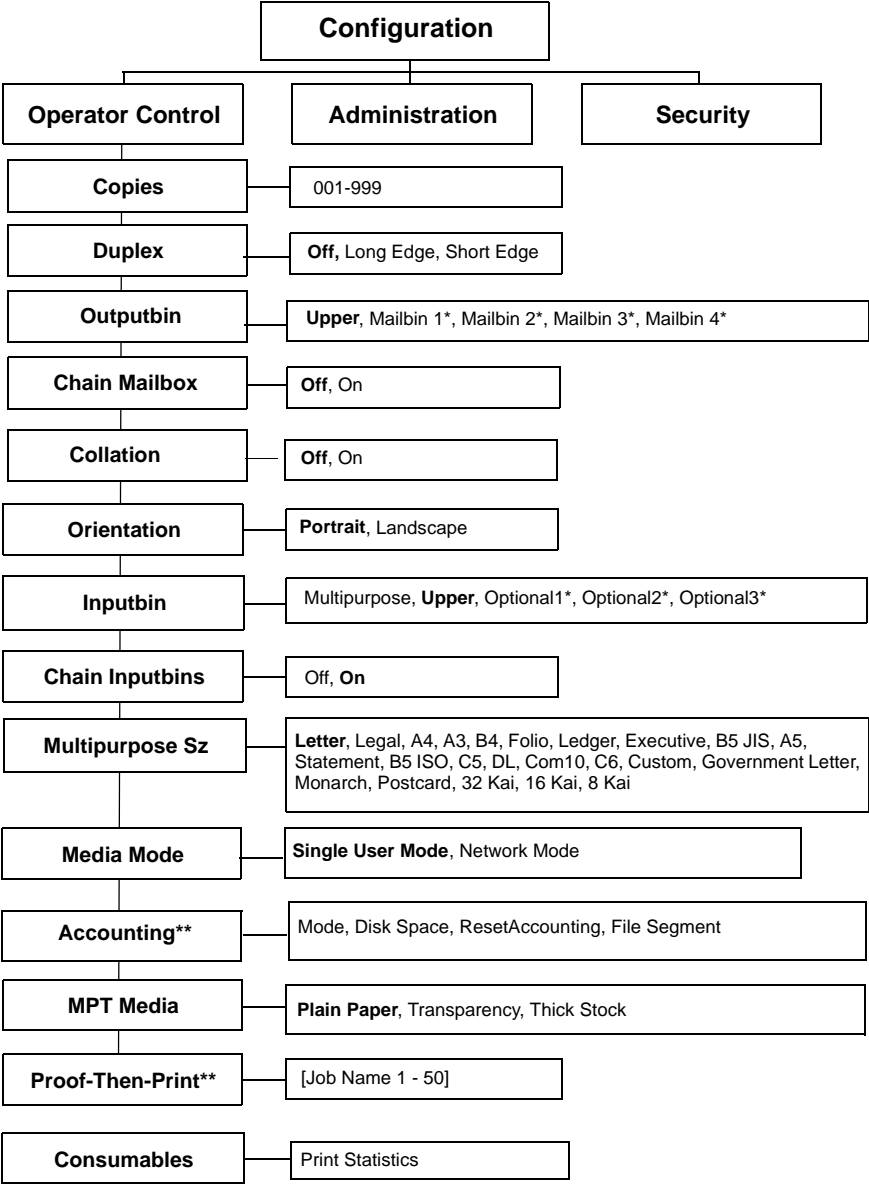 Configuration
Operator Control
Administration
Security
Copies
001-999
Duplex
Off, Long Edge, Short Edge
Outputbin
Upper, Mailbin 1*, Mailbin 2*, Mailbin 3*, Mailbin 4*
Chain Mailbox
Off, On
Collation
Off, On
Orientation
Portrait, Landscape
Inputbin
Multipurpose, Upper, Optional1*, Optional2*, Optional3*
Chain Inputbins
Off, On
Multipurpose Sz
Letter, Legal, A4, A3, B4, Folio, Ledger, Executive, B5 JIS, A5,
Statement, B5 ISO, C5, DL, Com10, C6, Custom, Government Letter,
Monarch, Postcard, 32 Kai, 16 Kai, 8 Kai
Media Mode
Single User Mode, Network Mode
Accounting**
Mode, Disk Space, ResetAccounting, File Segment
MPT Media
Plain Paper, Transparency, Thick Stock
Proof-Then-Print**
[Job Name 1 - 50]
Consumables
Print Statistics